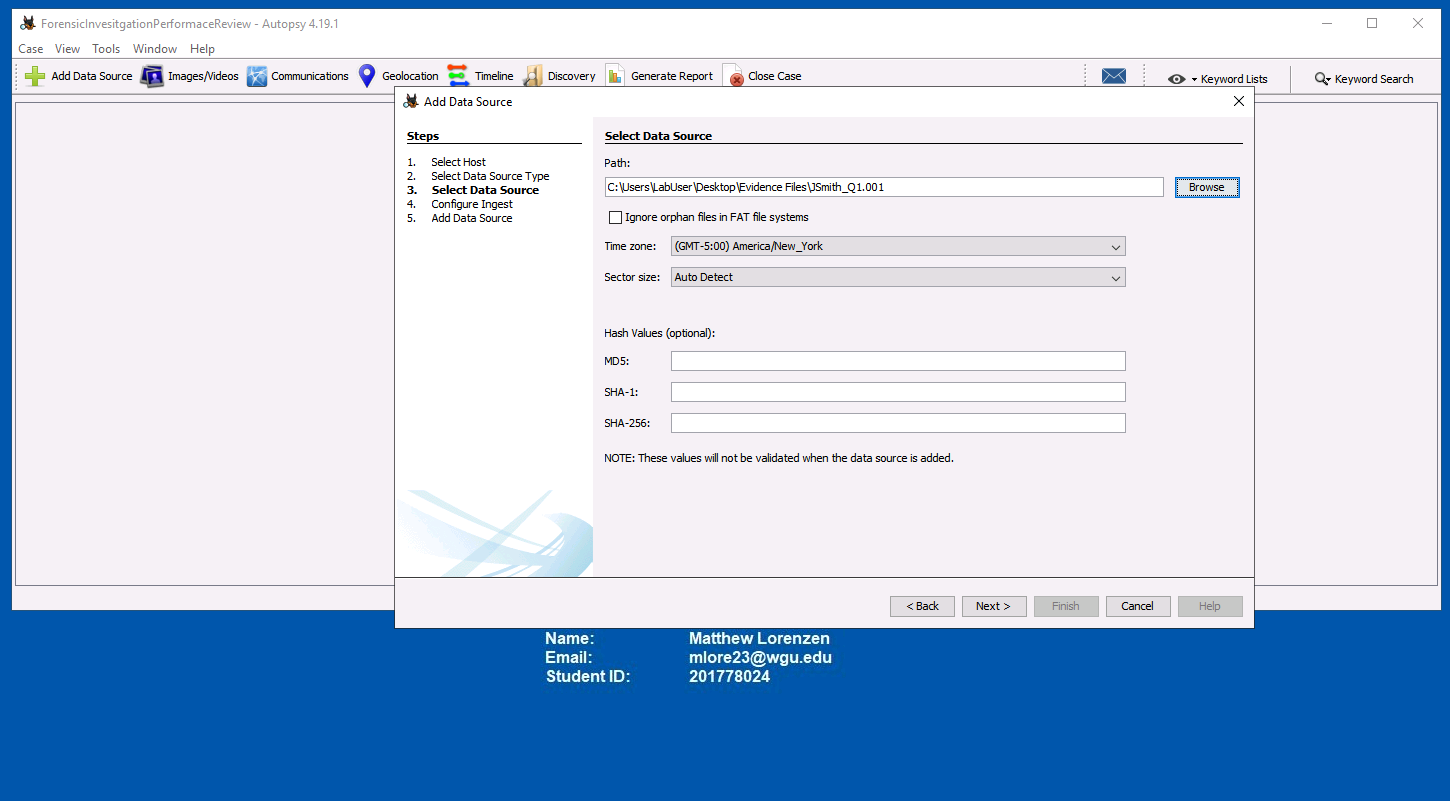 ForensicInvesitgationPerformaceReview - Autopsy 4.19.1
Case View Tools Window Help
Add Data Source Images/Videos Communications Geolocation Timeline Discovery Generate Report Close Case Keyword Lists Keyword Search
Add Data Source
Steps
1. Select Host
2. Select Data Source Type
3. Select Data Source
4. Configure Ingest
5. Add Data Source
Select Data Source
Path:
C:\Users\LabUser\Desktop\Evidence Files\JSmith_Q1.001 Browse
Ignore orphan files in FAT file systems
Time zone: (GMT-5:00) America/New_York
Sector size: Auto Detect
Hash Values (optional):
MD5:
SHA-1:
SHA-256:
NOTE: These values will not be validated when the data source is added.
< Back Next > Finish Cancel Help
Name: Matthew Lorenzen
Email: mlore23@wgu.edu
Student ID: 201778024